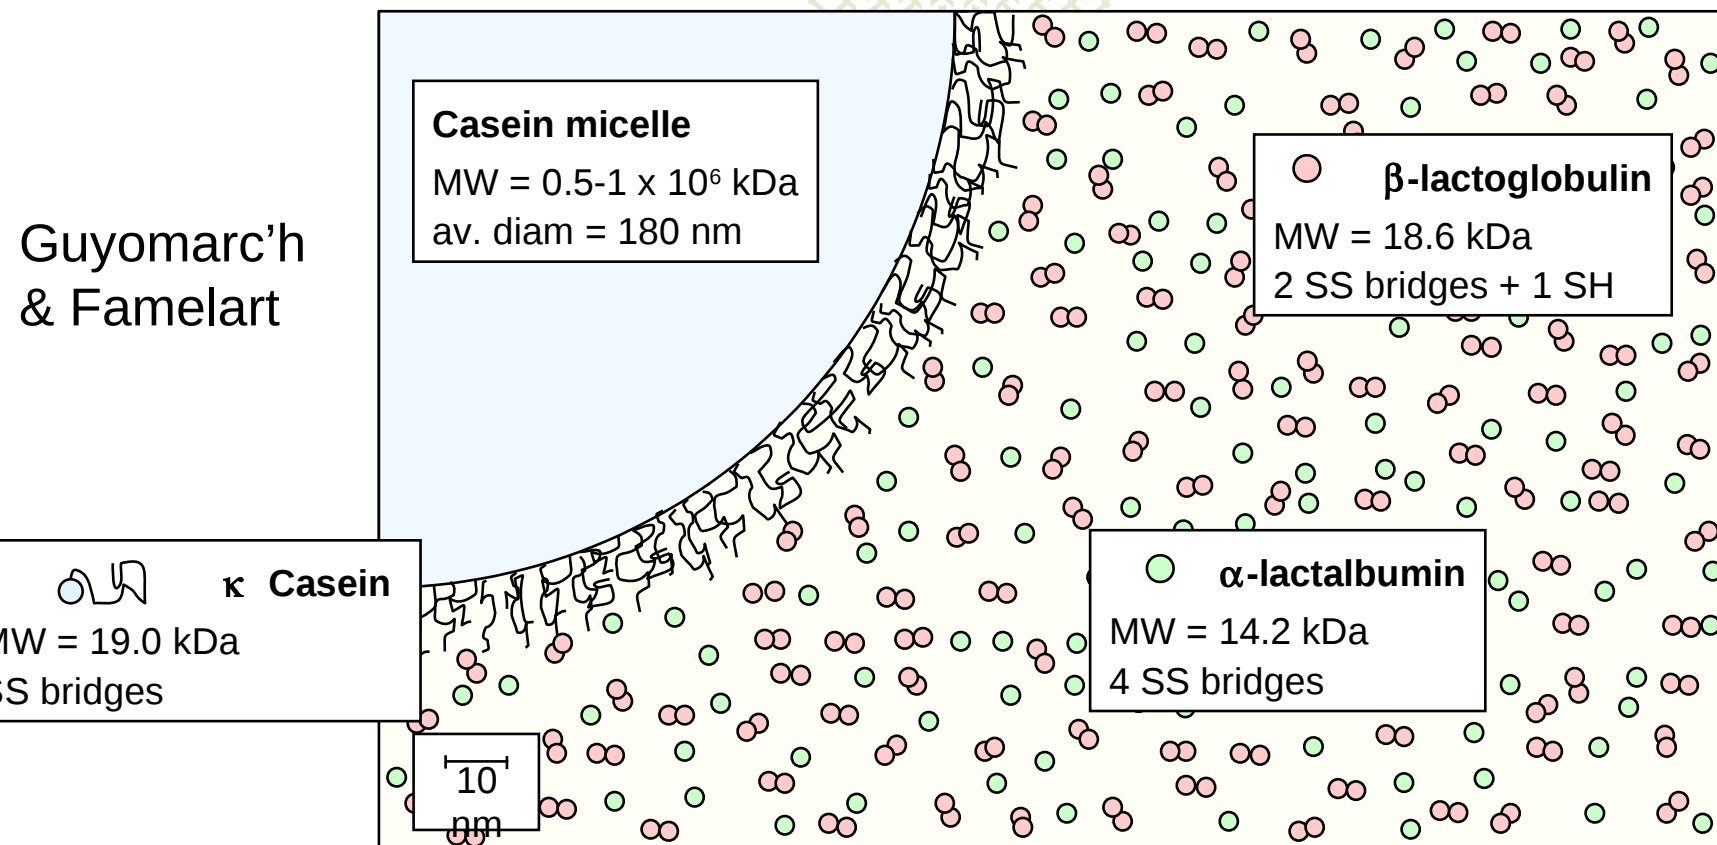 Casein micelle
MW = 0.5-1 x 10⁶ kDa
av. diam = 180 nm
β-lactoglobulin
MW = 18.6 kDa
2 SS bridges + 1 SH
Guyomarc’h
& Famelart
κ Casein
MW = 19.0 kDa
SS bridges
α-lactalbumin
MW = 14.2 kDa
4 SS bridges
10
nm